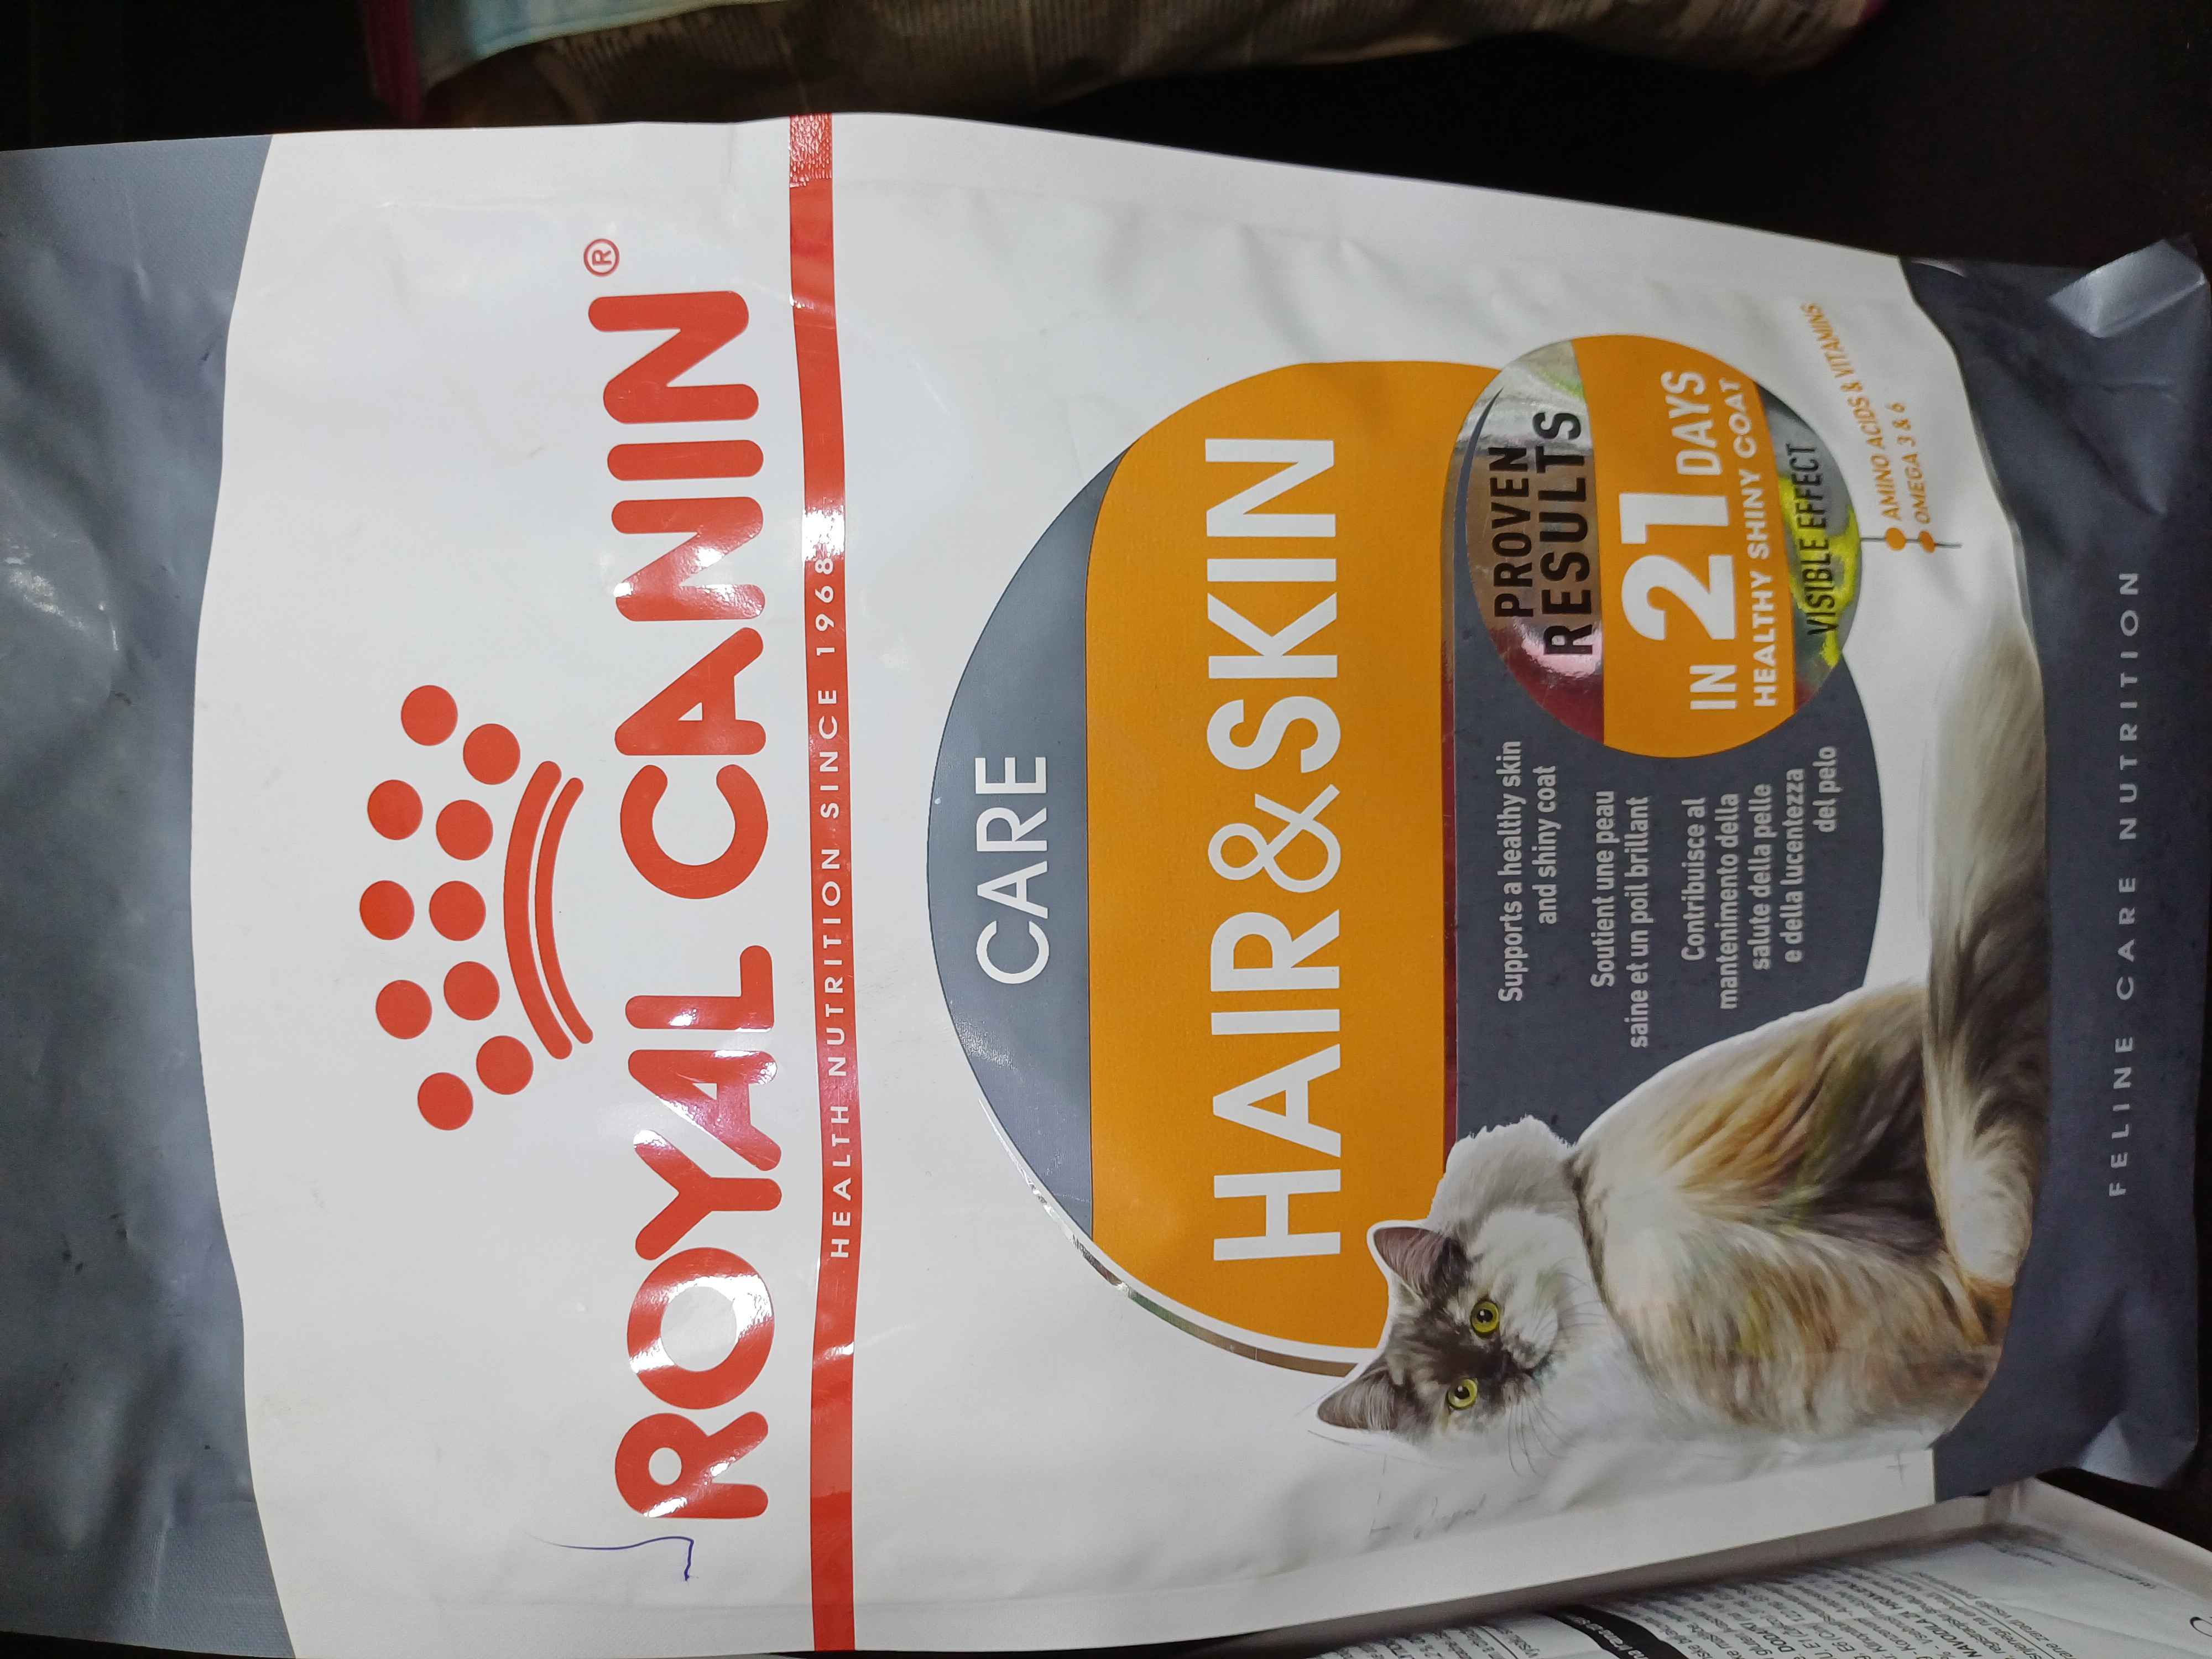 ROYAL CANIN®
HEALTH NUTRITION SINCE 1968
CARE
HAIR&SKIN
Supports a healthy skin
and shiny coat
Soutient une peau
saine et un poil brillant
Contribuisce al
mantenimento della
salute della pelle
e della lucentezza
del pelo
PROVEN
RESULTS
IN 21 DAYS
HEALTHY SHINY COAT
VISIBLE EFFECT
AMINO ACIDS & VITAMINS
OMEGA 3 & 6
FELINE CARE NUTRITION